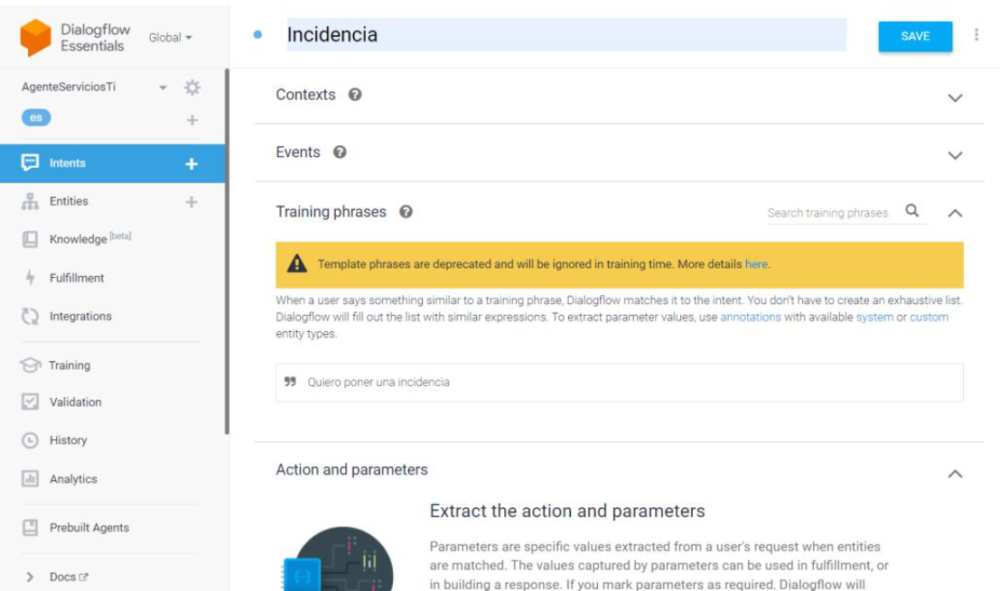 Dialogflow
Essentials
Global
AgenteServiciosTi
es
Intents
Entities
Knowledge [beta]
Fulfillment
Integrations
Training
Validation
History
Analytics
Prebuilt Agents
Docs
Incidencia
SAVE
Contexts
Events
Training phrases
Search training phrases
Template phrases are deprecated and will be ignored in training time. More details here.
When a user says something similar to a training phrase, Dialogflow matches it to the intent. You don't have to create an exhaustive list.
Dialogflow will fill out the list with similar expressions. To extract parameter values, use annotations with available system or custom
entity types.
Quiero poner una incidencia
Action and parameters
Extract the action and parameters
Parameters are specific values extracted from a user's request when entities
are matched. The values captured by parameters can be used in fulfillment, or
in building a response. If you mark parameters as required, Dialogflow will